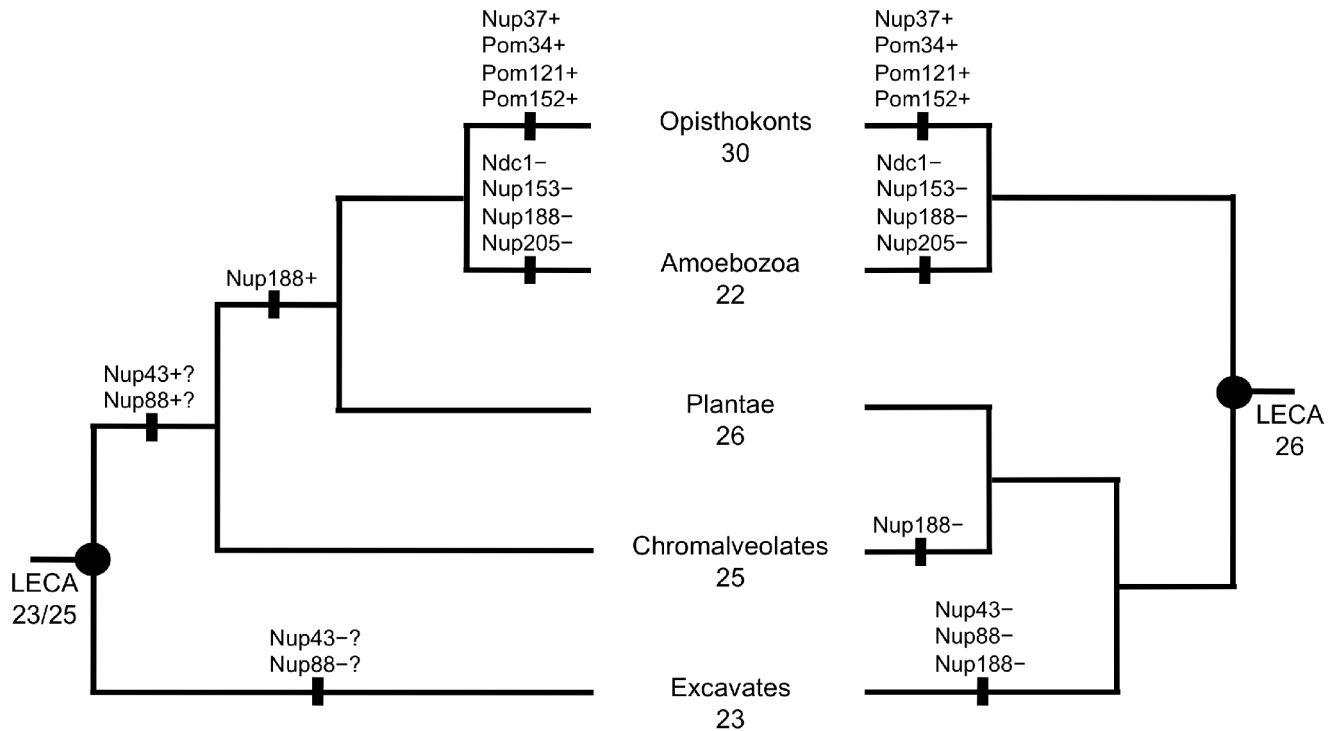 Nup37+
Pom34+
Pom121+
Pom152+
Nup37+
Pom34+
Pom121+
Pom152+
Opisthokonts
30
Ndc1−
Nup153−
Nup188−
Nup205−
Ndc1−
Nup153−
Nup188−
Nup205−
Amoebozoa
22
Nup188+
Nup43+?
Nup88+?
Plantae
26
LECA
26
Nup188−
Chromalveolates
25
LECA
23/25
Nup43−?
Nup88−?
Nup43−
Nup88−
Nup188−
Excavates
23